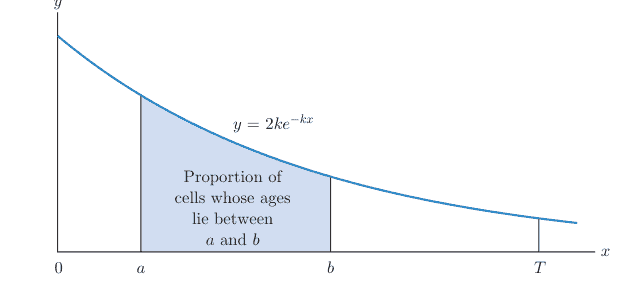 y
y = 2ke^{-kx}
Proportion of
cells whose ages
lie between
a and b
x
0 a b T